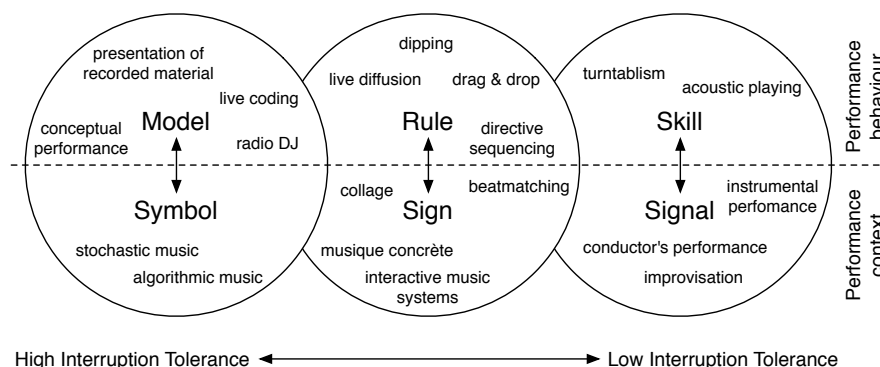 presentation of
recorded material
live coding
Model
conceptual
performance
radio DJ
Symbol
stochastic music
algorithmic music
dipping
live diffusion
drag & drop
Rule
directive
sequencing
collage
beatmatching
Sign
musique concrète
interactive music
systems
turntablism
acoustic playing
Skill
instrumental
perfomance
Signal
conductor's performance
improvisation
Performance
behaviour
Performance
context
High Interruption Tolerance
Low Interruption Tolerance